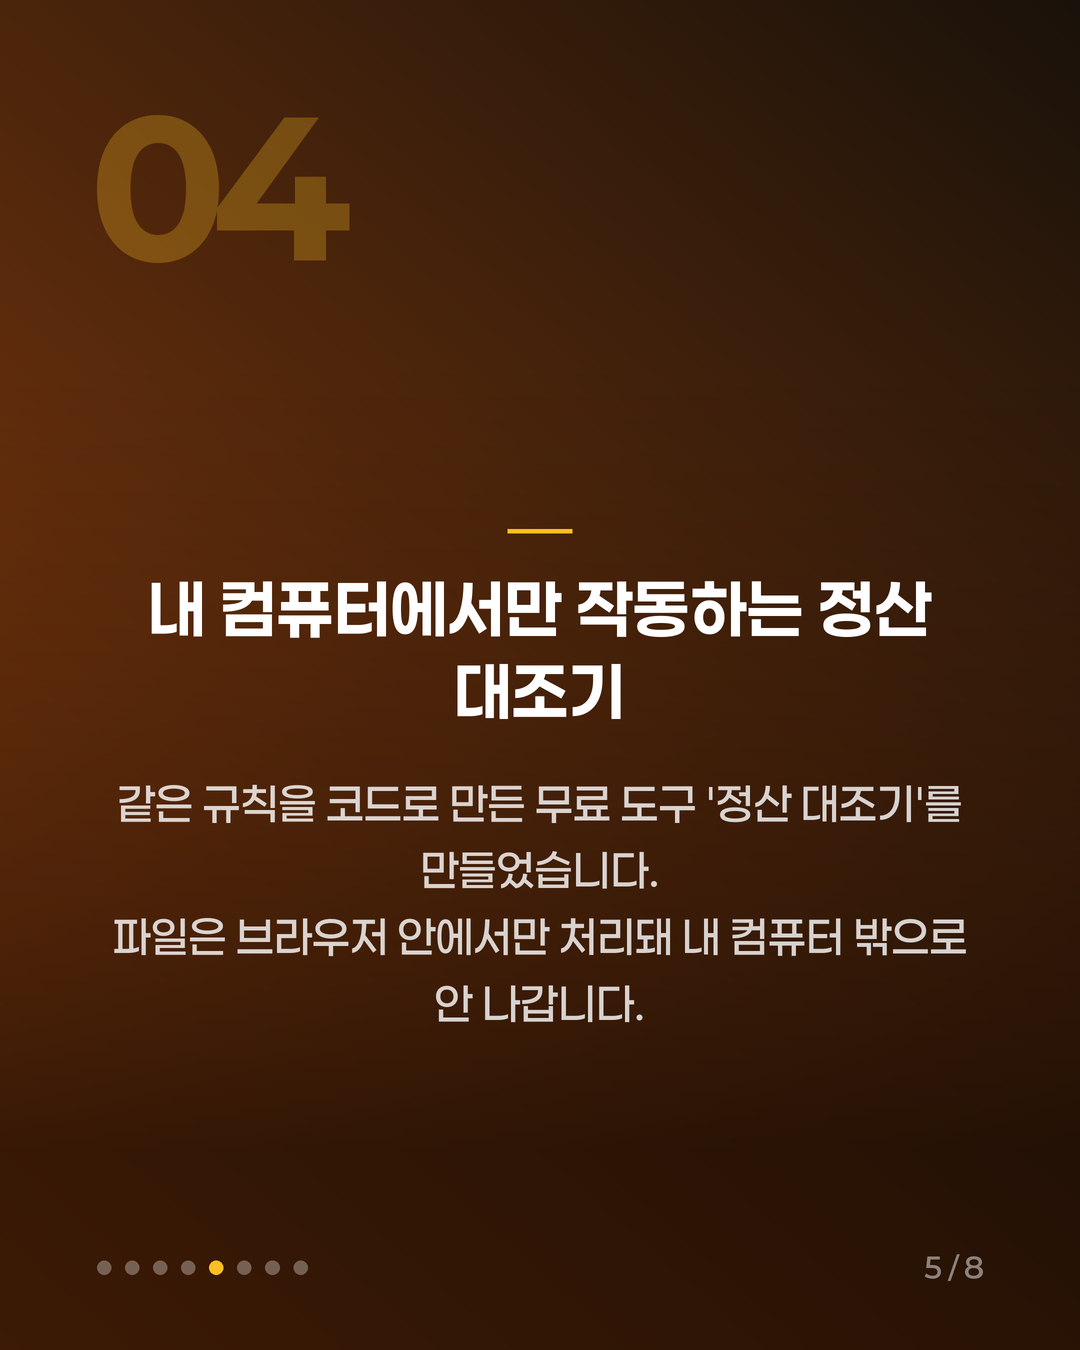 04
내 컴퓨터에서만 작동하는 정산
대조기
같은 규칙을 코드로 만든 무료 도구 '정산 대조기'를
만들었습니다.
파일은 브라우저 안에서만 처리돼 내 컴퓨터 밖으로
안 나갑니다.
5/8